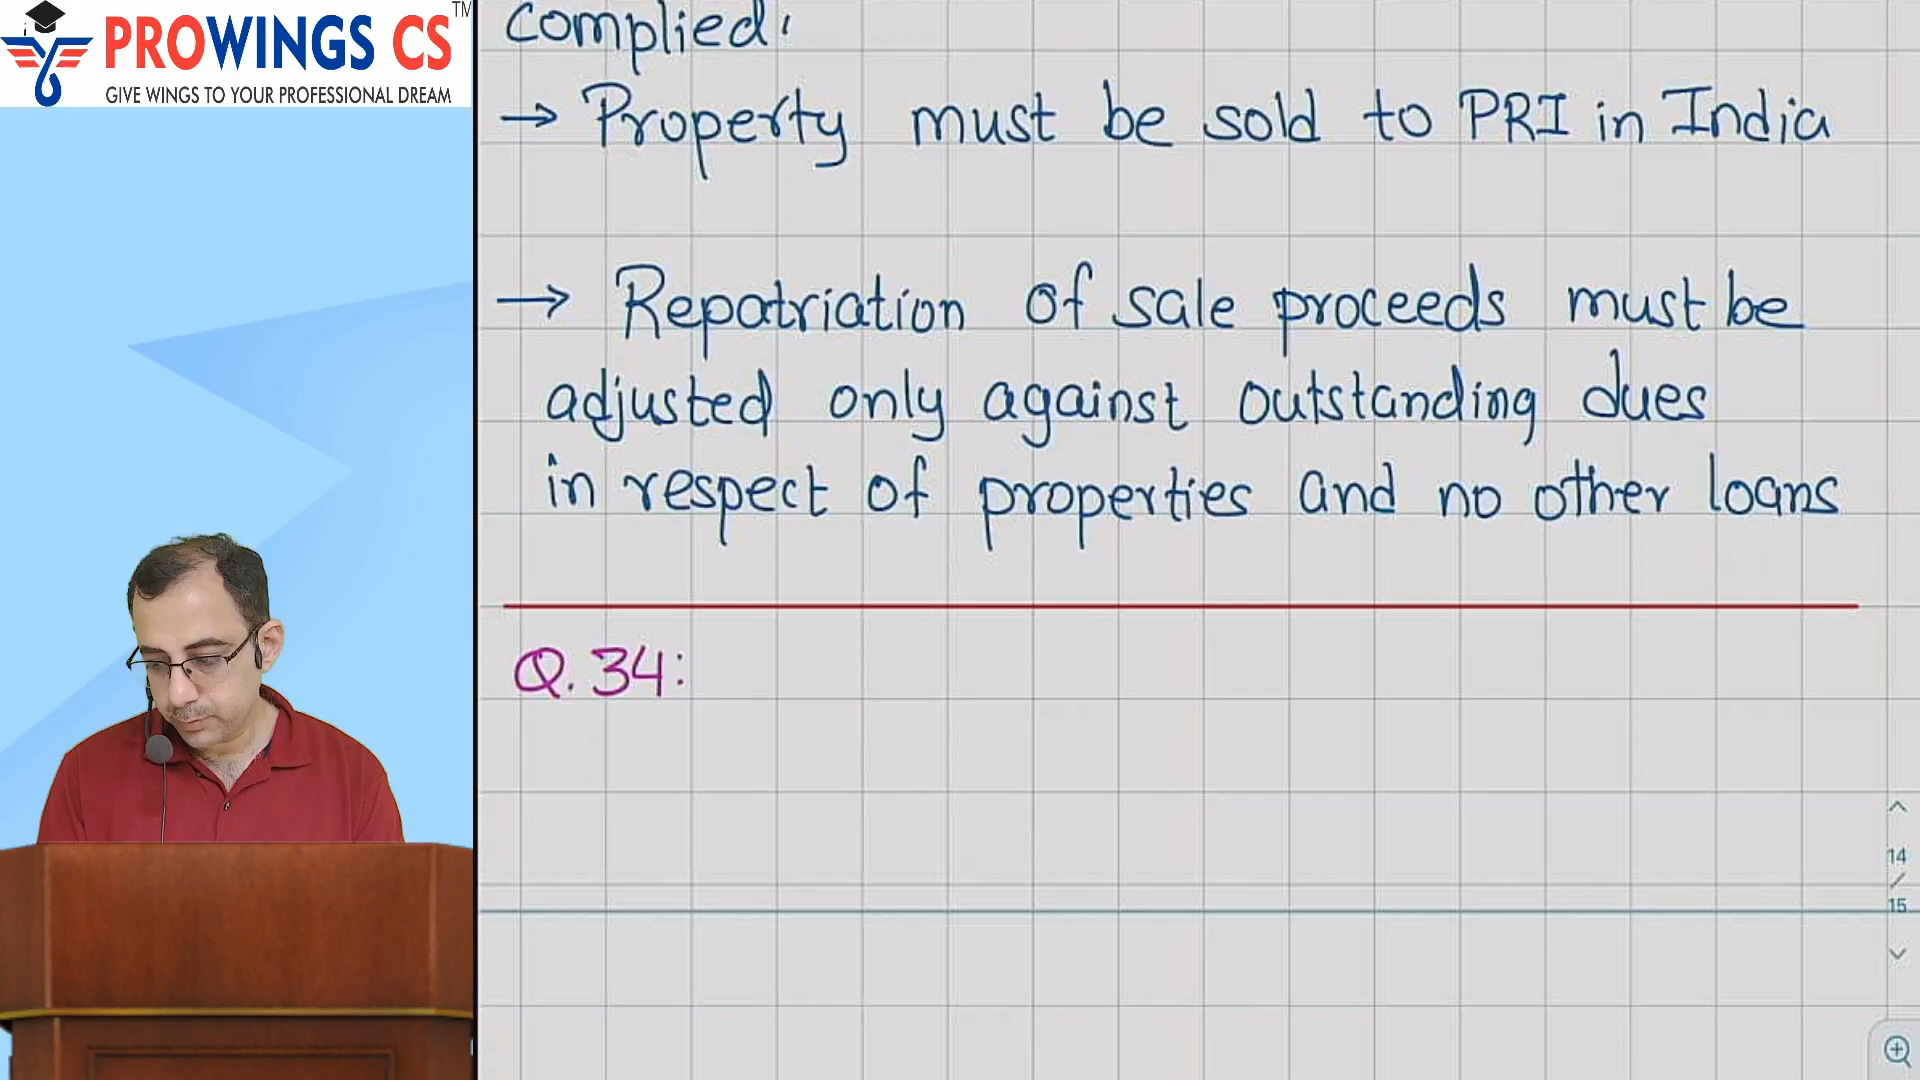 PROWINGS CS TM
GIVE WINGS TO YOUR PROFESSIONAL DREAM
Complied:
→ Property must be sold to PRI in India
→ Repatriation of sale proceeds must be
adjusted only against outstanding dues
in respect of properties and no other loans
Q.34:
14
/
15